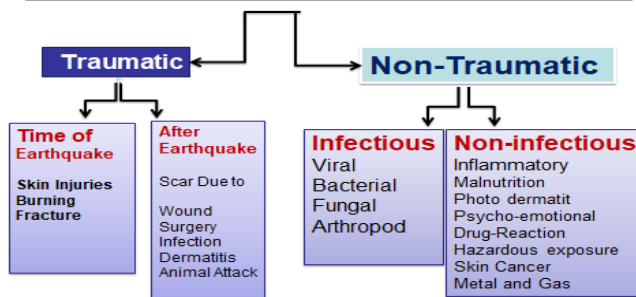 Traumatic
Non-Traumatic
Time of
Earthquake
Skin Injuries
Burning
Fracture
After
Earthquake
Scar Due to
Wound
Surgery
Infection
Dermatitis
Animal Attack
Infectious
Viral
Bacterial
Fungal
Arthropod
Non-infectious
Inflammatory
Malnutrition
Photo dermatit
Psycho-emotional
Drug-Reaction
Hazardous exposure
Skin Cancer
Metal and Gas